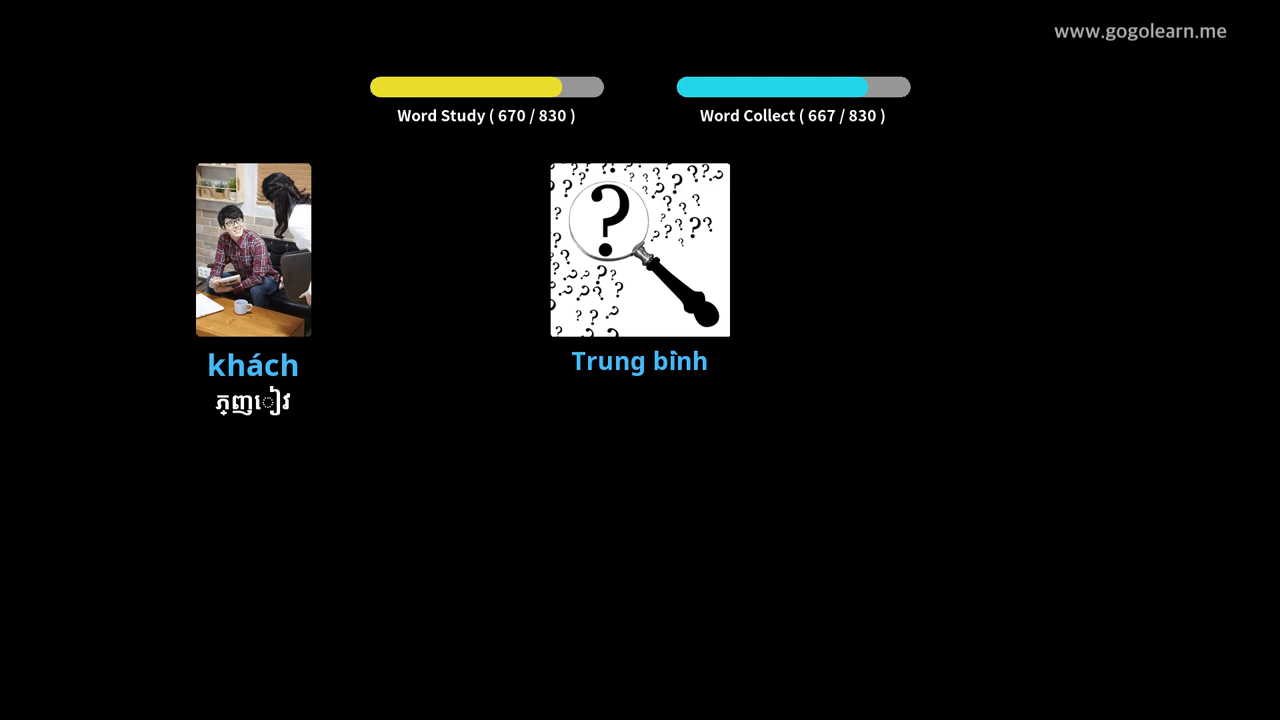 www.gogolearn.me
Word Study ( 670 / 830 )
Word Collect ( 667 / 830 )
khách
ភ្ញៀវ
Trung bình